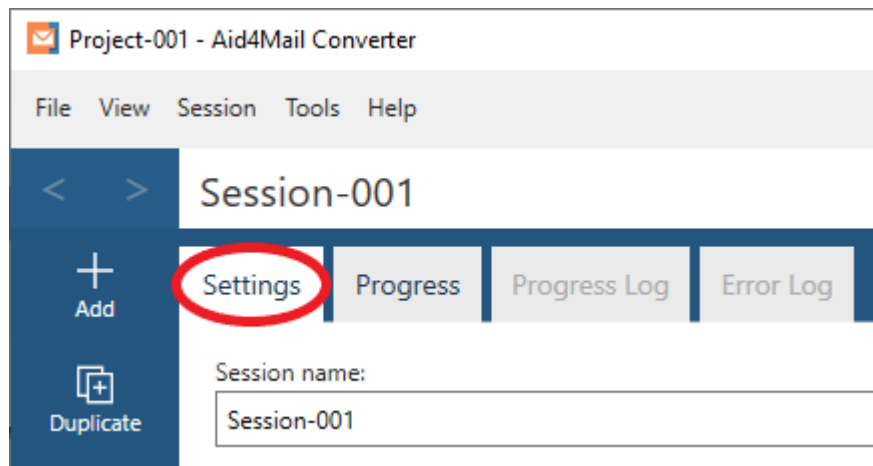 Project-001 - Aid4Mail Converter
File View Session Tools Help
< > Session-001
Add
Settings Progress Progress Log Error Log
Duplicate
Session name:
Session-001